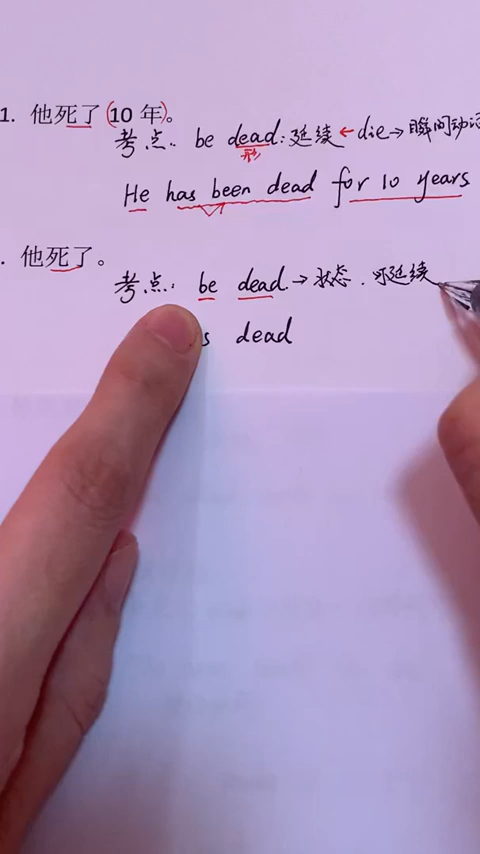 1. 他死了(10年)。
考点: be dead:延续 ← die→瞬间动词
形
He has been dead for 10 years
. 他死了。
考点: be dead → 状态. 可延续
s dead